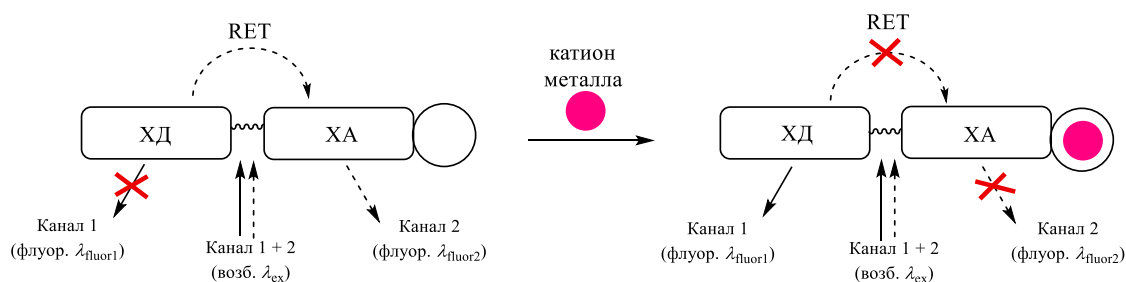 RET
ХД
ХА
Канал 1
(флуор. λfluor1)
Канал 1 + 2
(возб. λex)
Канал 2
(флуор. λfluor2)
катион
металла
RET
ХД
ХА
Канал 1
(флуор. λfluor1)
Канал 1 + 2
(возб. λex)
Канал 2
(флуор. λfluor2)